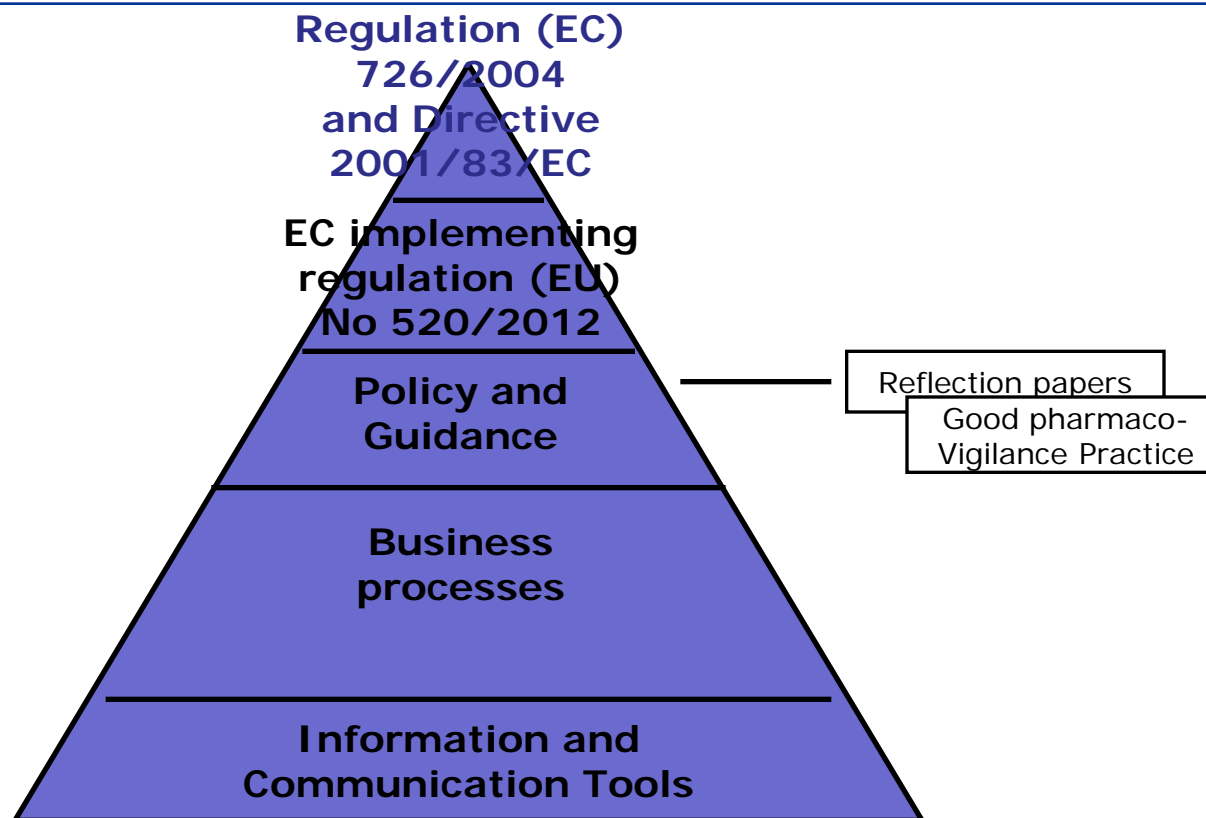 Regulation (EC)
726/2004
and Directive
2001/83/EC
EC implementing
regulation (EU)
No 520/2012
Policy and
Guidance
Reflection papers
Good pharmaco-
Vigilance Practice
Business
processes
Information and
Communication Tools